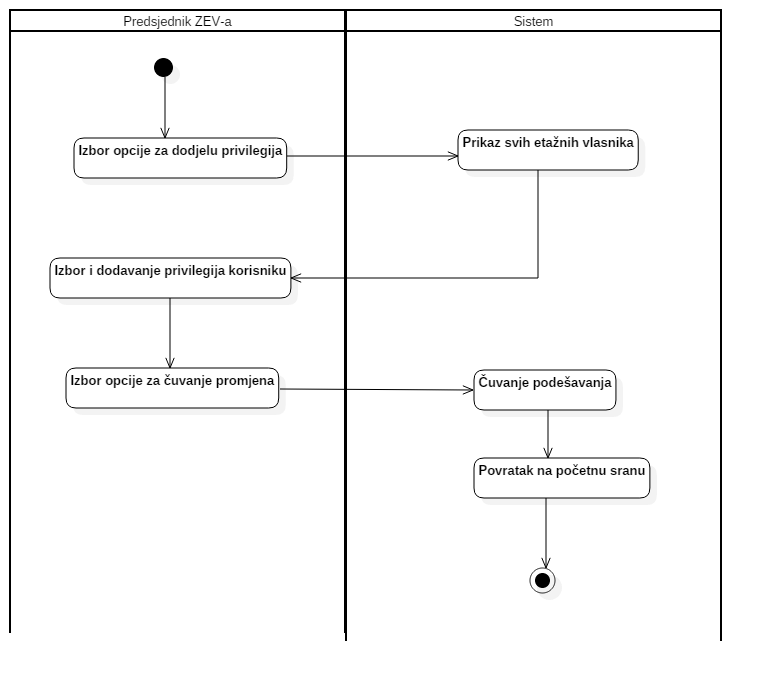 Predsjednik ZEV-a
Sistem
Izbor opcije za dodjelu privilegija
Prikaz svih etažnih vlasnika
Izbor i dodavanje privilegija korisniku
Izbor opcije za čuvanje promjena
Čuvanje podešavanja
Povratak na početnu sranu